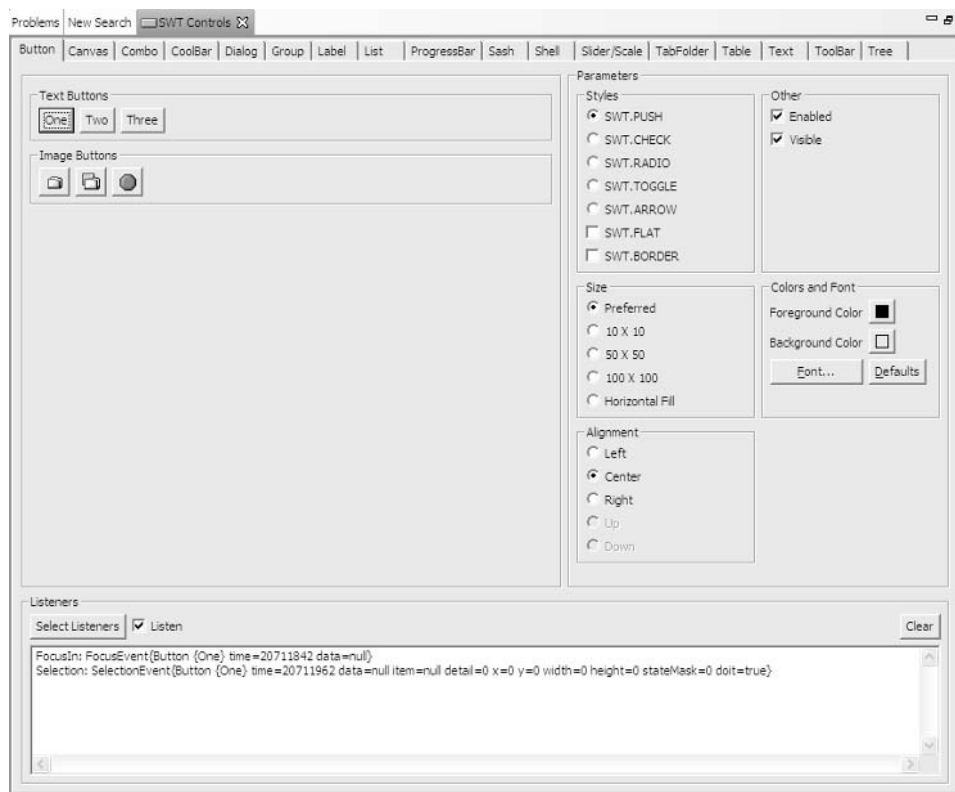 Problems New Search SWT Controls
Button Canvas Combo CoolBar Dialog Group Label List ProgressBar Sash Shell Slider/Scale TabFolder Table Text ToolBar Tree
Text Buttons
One Two Three
Image Buttons
Parameters
Styles
SWT.PUSH
SWT.CHECK
SWT.RADIO
SWT.TOGGLE
SWT.ARROW
SWT.FLAT
SWT.BORDER
Other
Enabled
Visible
Size
Preferred
10 X 10
50 X 50
100 X 100
Horizontal Fill
Colors and Font
Foreground Color
Background Color
Font... Defaults
Alignment
Left
Center
Right
Up
Down
Listeners
Select Listeners Listen Clear
FocusIn: FocusEvent{Button {One} time=20711842 data=null}
Selection: SelectionEvent{Button {One} time=20711962 data=null item=null detail=0 x=0 y=0 width=0 height=0 stateMask=0 doit=true}